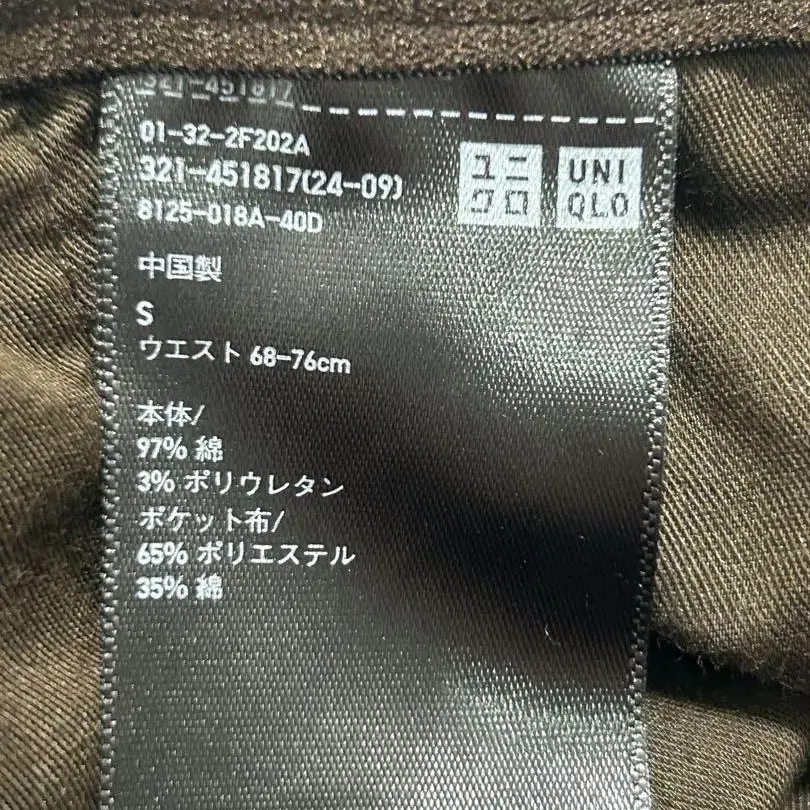 321-451817
01-32-2F202A
321-451817(24-09)
8125-018A-40D
ユニ
クロ
UNI
QLO
中国製
S
ウエスト 68-76cm
本体/
97% 綿
3% ポリウレタン
ポケット布/
65% ポリエステル
35% 綿